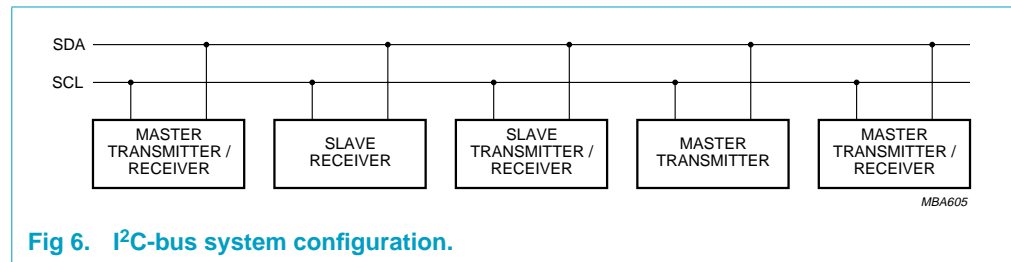 SDA
SCL
MASTER
TRANSMITTER /
RECEIVER
SLAVE
RECEIVER
SLAVE
TRANSMITTER /
RECEIVER
MASTER
TRANSMITTER
MASTER
TRANSMITTER /
RECEIVER
MBA605
Fig 6. I²C-bus system configuration.